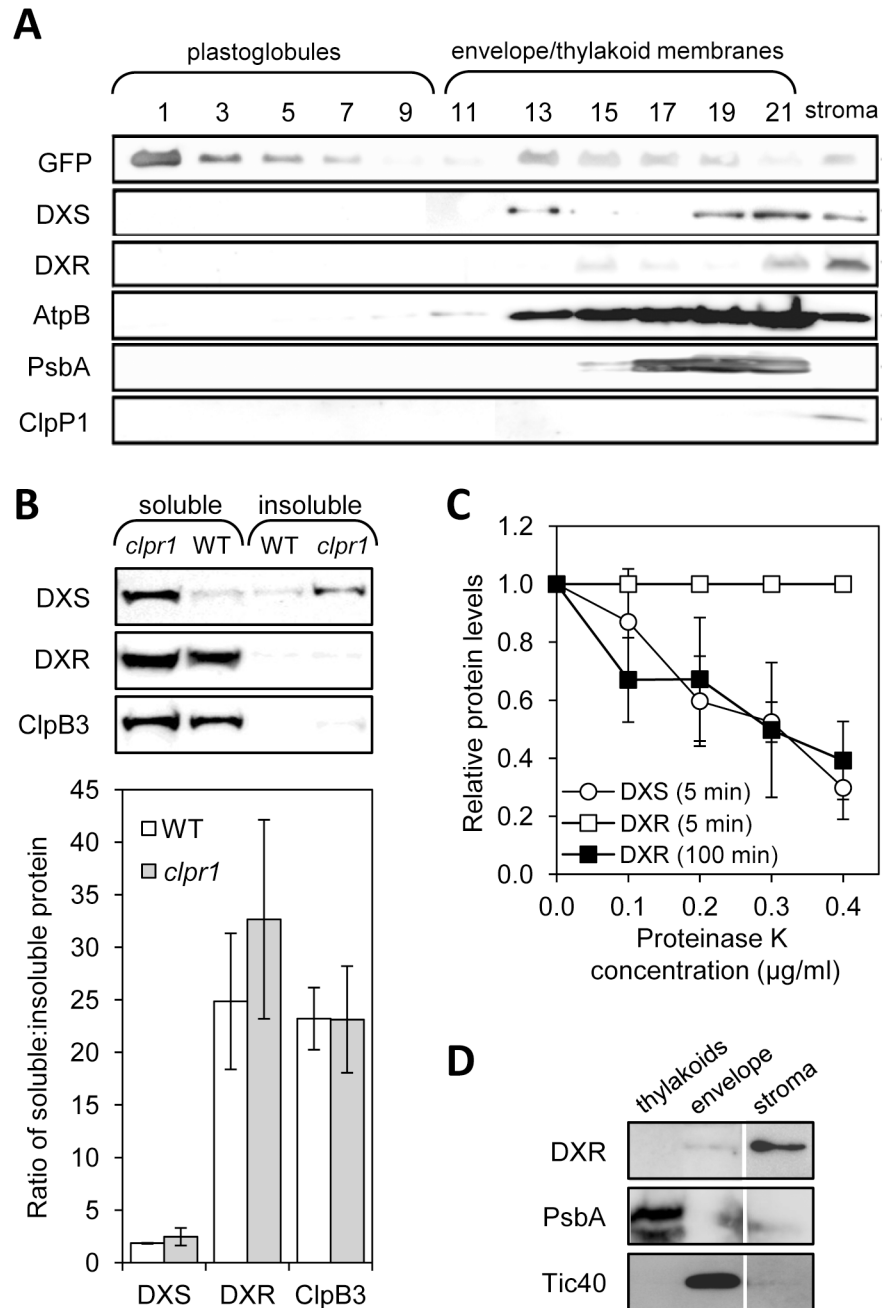 A
plastoglobules
envelope/thylakoid membranes
1 3 5 7 9 11 13 15 17 19 21 stroma
GFP
DXS
DXR
AtpB
PsbA
ClpP1
B
soluble insoluble
clpr1 WT WT clpr1
DXS
DXR
ClpB3
45
40
35
30
25
20
15
10
5
0
Ratio of soluble:insoluble protein
WT
clpr1
DXS DXR ClpB3
C
1.2
1.0
0.8
0.6
0.4
0.2
0.0
Relative protein levels
DXS (5 min)
DXR (5 min)
DXR (100 min)
0.0 0.1 0.2 0.3 0.4
Proteinase K
concentration (µg/ml)
D
thylakoids
envelope
stroma
DXR
PsbA
Tic40